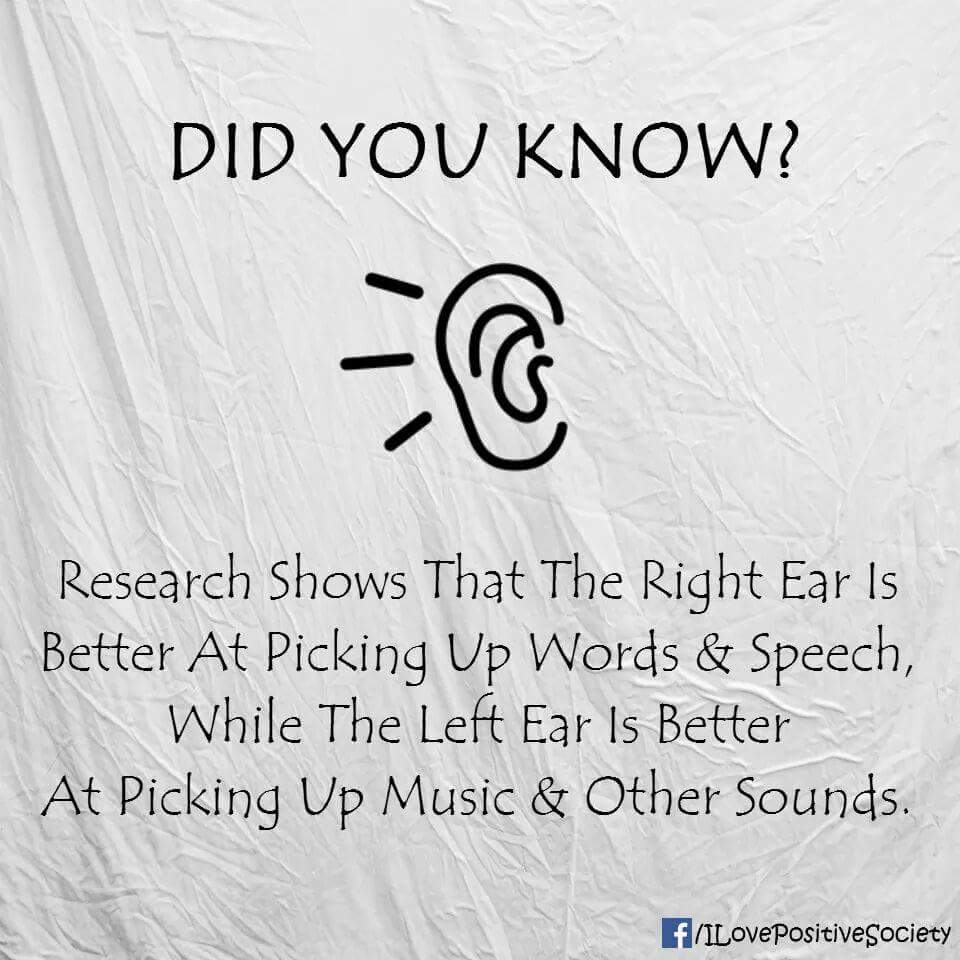 DID YOU KNOW?
Research Shows That The Right Ear Is
Better At Picking Up Words & Speech,
While The Left Ear Is Better
At Picking Up Music & Other Sounds.
f/ILovePositiveSociety